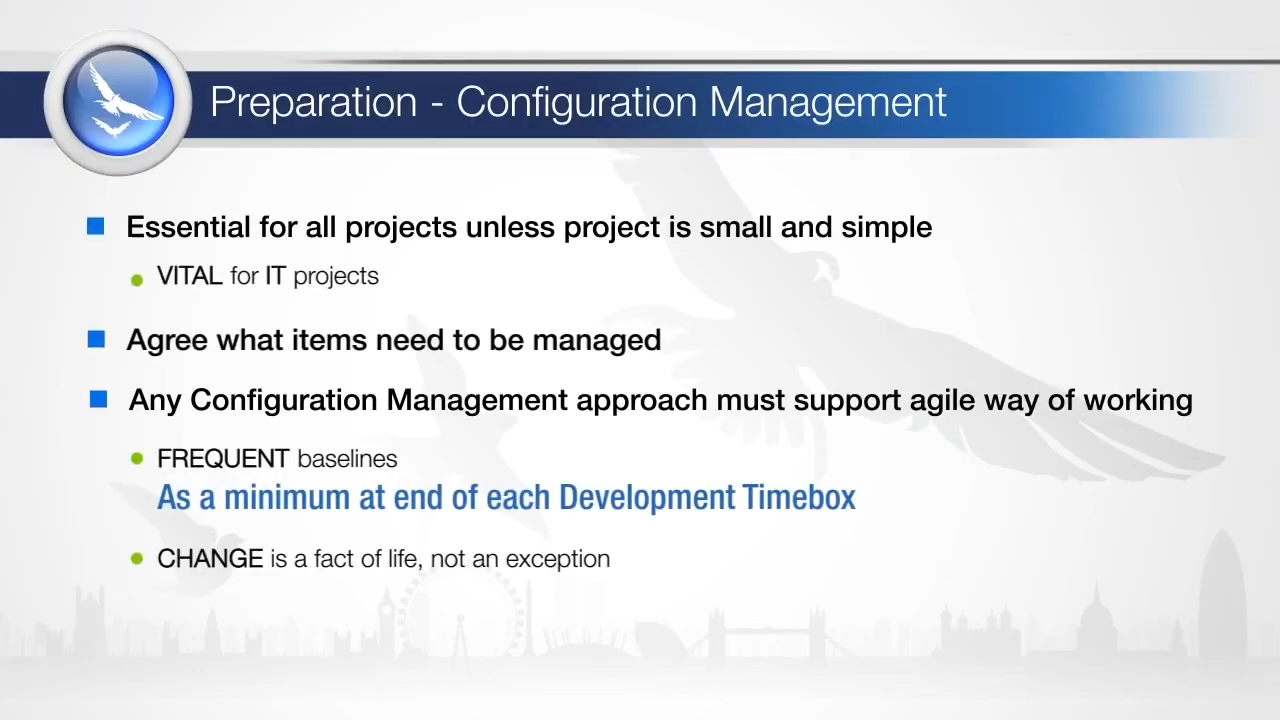 Preparation - Configuration Management
Essential for all projects unless project is small and simple
VITAL for IT projects
Agree what items need to be managed
Any Configuration Management approach must support agile way of working
FREQUENT baselines
As a minimum at end of each Development Timebox
CHANGE is a fact of life, not an exception